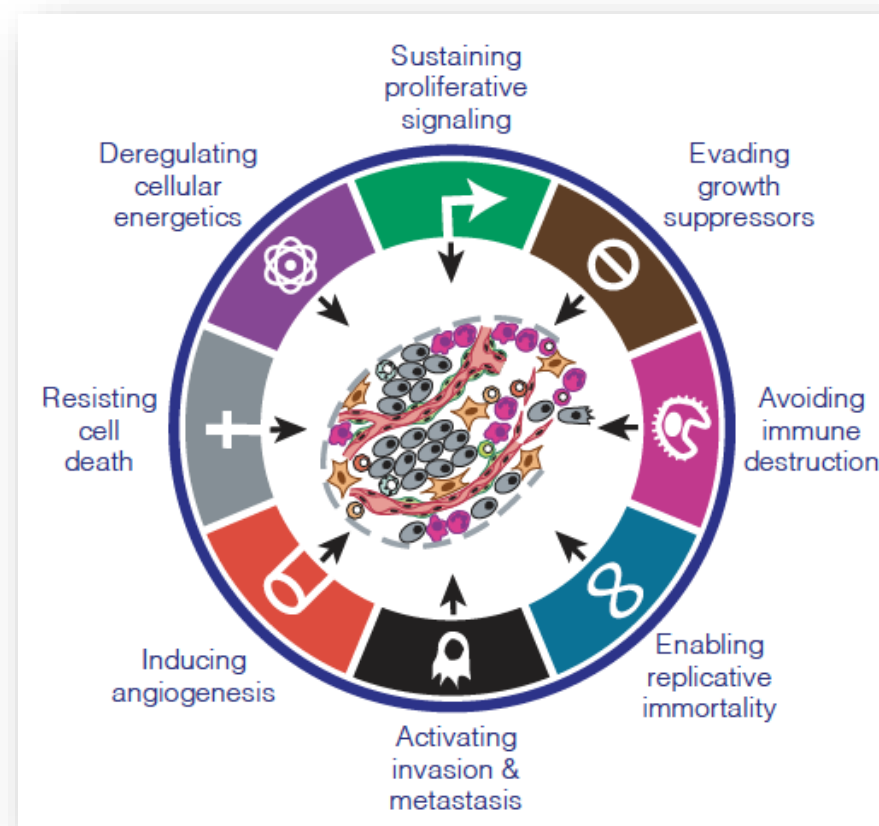 Sustaining
proliferative
signaling
Deregulating
cellular
energetics
Evading
growth
suppressors
Resisting
cell
death
Avoiding
immune
destruction
Inducing
angiogenesis
Enabling
replicative
immortality
Activating
invasion &
metastasis